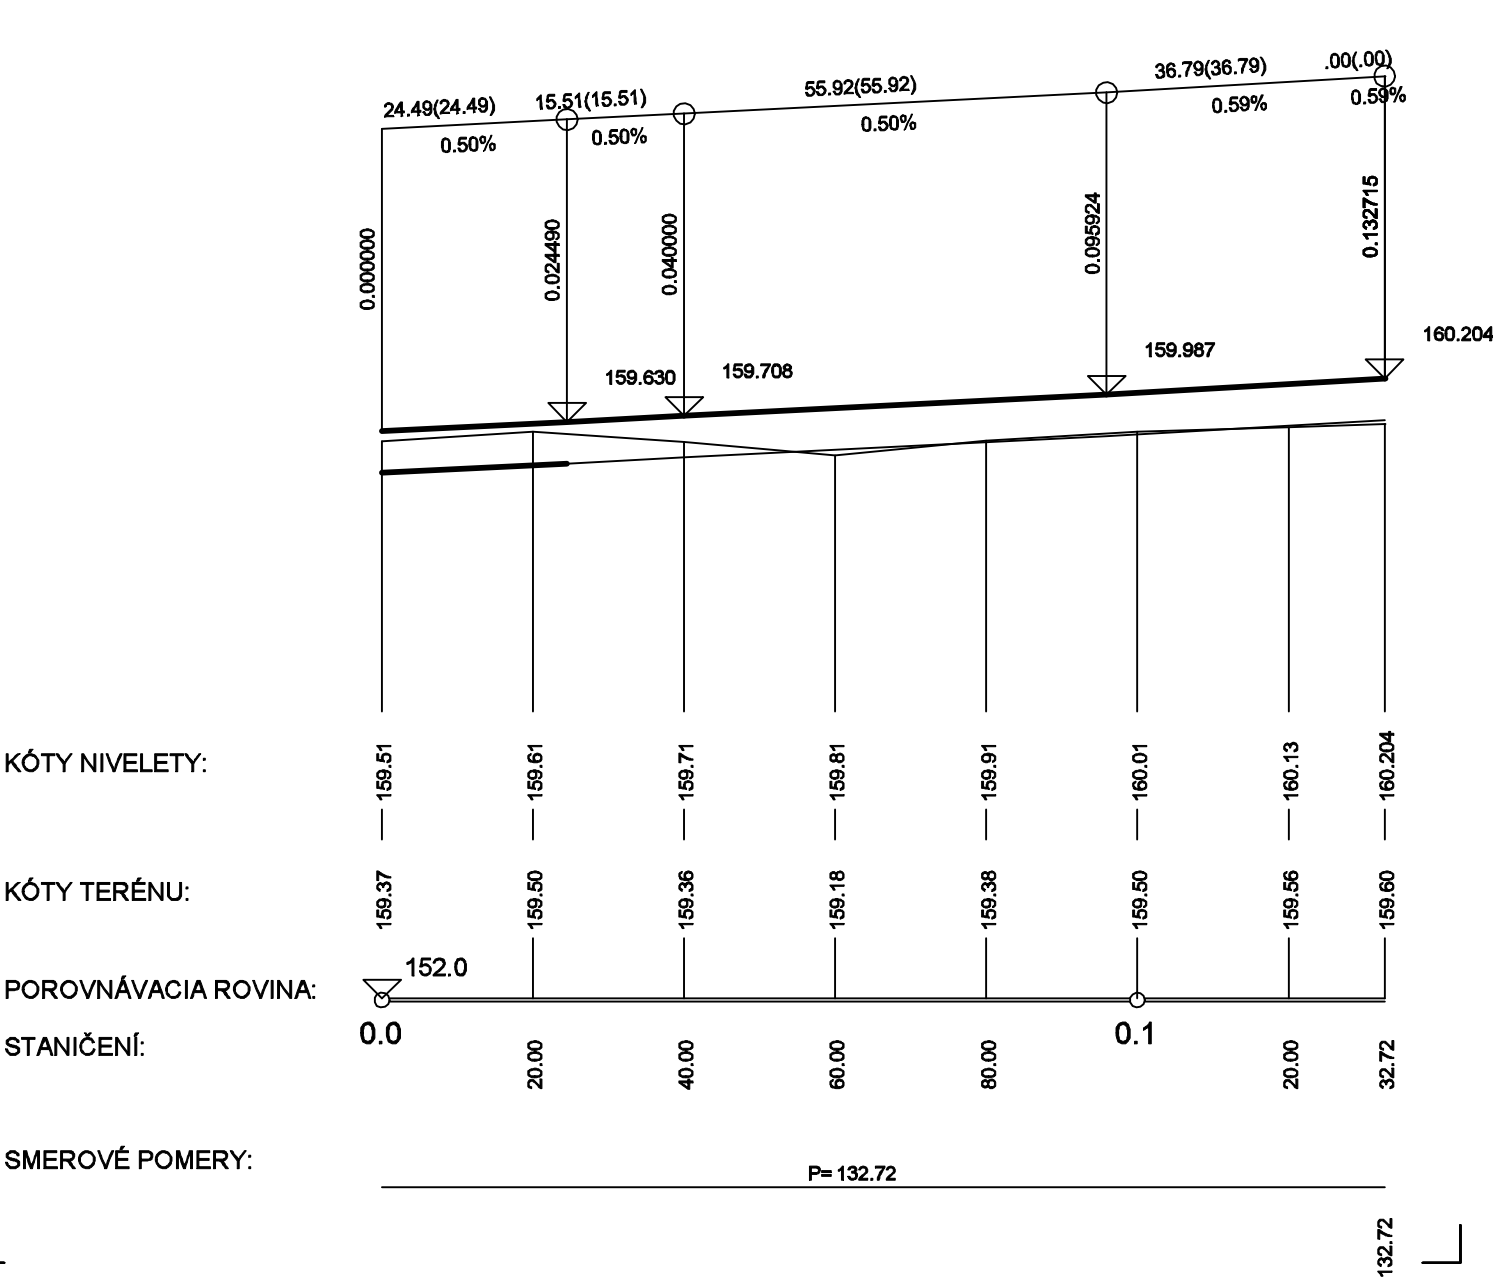 24.49(24.49) 15.51(15.51) 55.92(55.92) 36.79(36.79) .00(.00)
0.50% 0.50% 0.50% 0.59% 0.59%
0.000000 0.024490 0.040000 0.095924 0.132715
159.630 159.708 159.987 160.204
KÓTY NIVELETY: 159.51 159.61 159.71 159.81 159.91 160.01 160.13 160.204
KÓTY TERÉNU: 159.37 159.50 159.36 159.18 159.38 159.50 159.56 159.60
POROVNÁVACIA ROVINA: 152.0
0.0 0.1
STANIČENÍ: 20.00 40.00 60.00 80.00 20.00 32.72
SMEROVÉ POMERY: P= 132.72
132.72